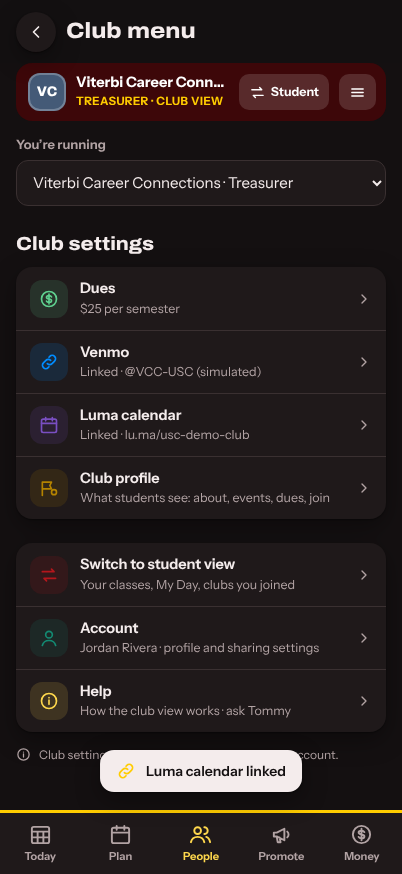 Club menu
VC
Viterbi Career Conn...
TREASURER · CLUB VIEW
Student
You're running
Viterbi Career Connections · Treasurer
Club settings
Dues
$25 per semester
Venmo
Linked · @VCC-USC (simulated)
Luma calendar
Linked · lu.ma/usc-demo-club
Club profile
What students see: about, events, dues, join
Switch to student view
Your classes, My Day, clubs you joined
Account
Jordan Rivera · profile and sharing settings
Help
How the club view works · ask Tommy
Club
Luma calendar linked
Today
Plan
People
Promote
Money